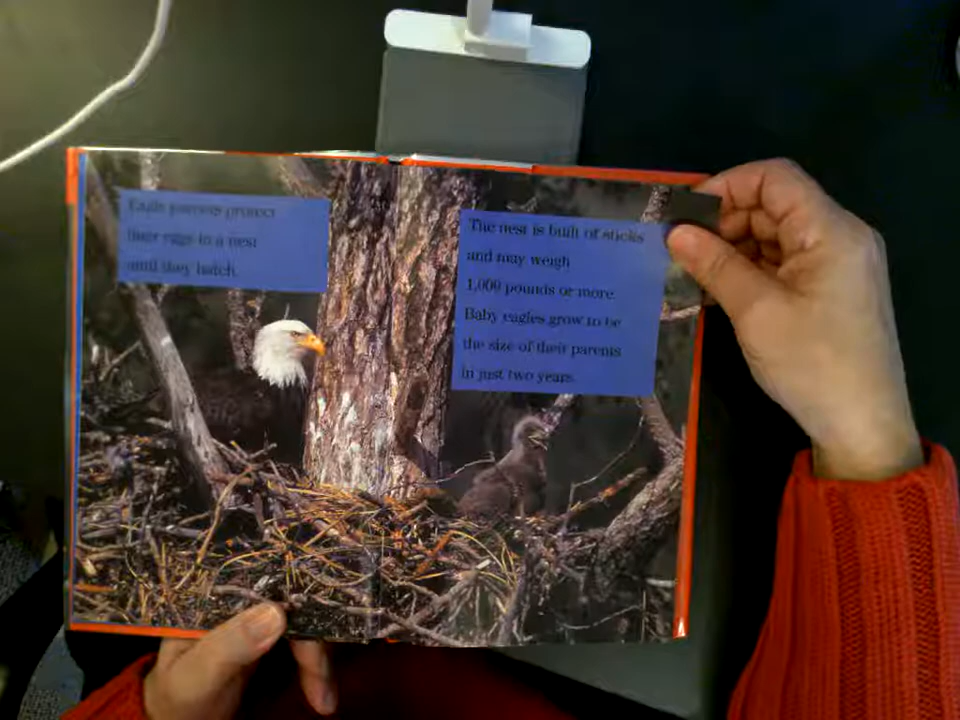 Eagle parents protect
their eggs in a nest
until they hatch.
The nest is built of sticks
and may weigh
1,000 pounds or more.
Baby eagles grow to be
the size of their parents
in just two years.